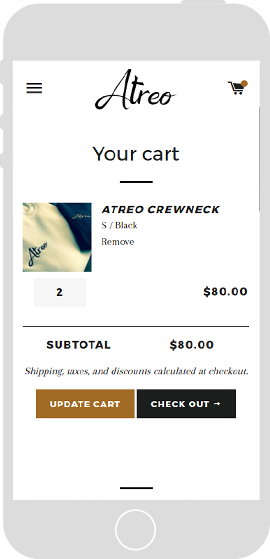 Atreo
Your cart
ATREO CREWNECK
S / Black
Remove
Atreo
2
$80.00
SUBTOTAL
$80.00
Shipping, taxes, and discounts calculated at checkout.
UPDATE CART
CHECK OUT →